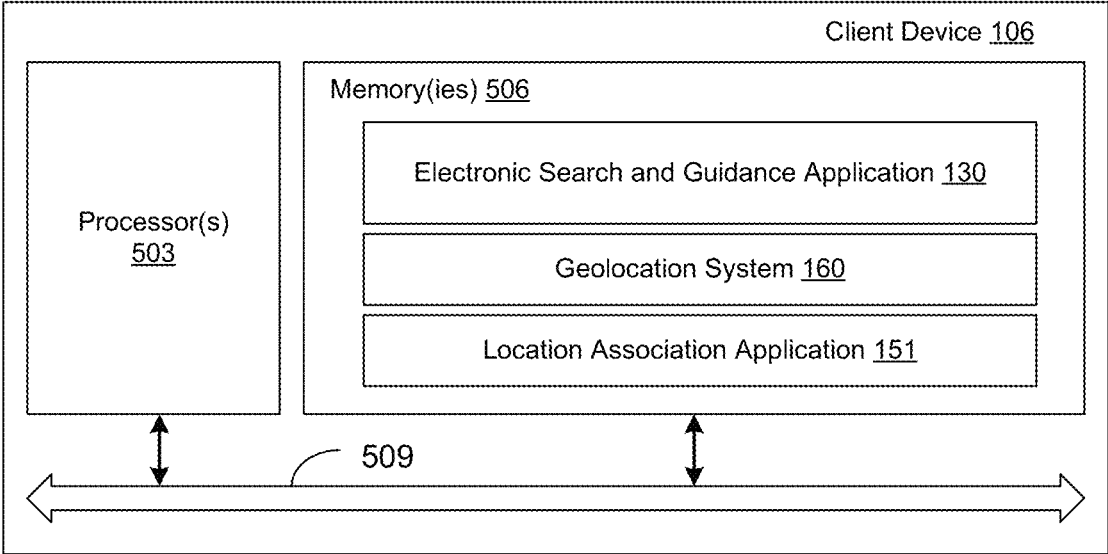 Client Device 106
Memory(ies) 506
Electronic Search and Guidance Application 130
Processor(s)
503
Geolocation System 160
Location Association Application 151
509